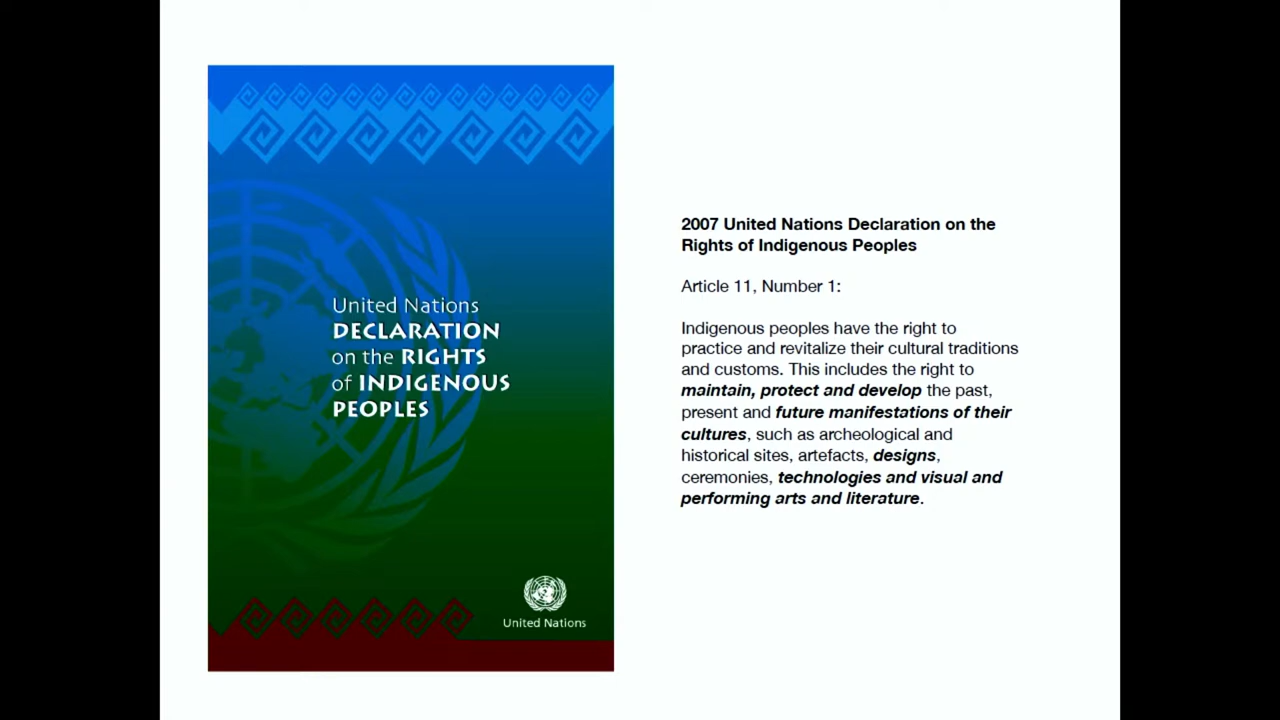 United Nations
DECLARATION
on the RIGHTS
of INDIGENOUS
PEOPLES
United Nations
2007 United Nations Declaration on the
Rights of Indigenous Peoples
Article 11, Number 1:
Indigenous peoples have the right to
practice and revitalize their cultural traditions
and customs. This includes the right to
maintain, protect and develop the past,
present and future manifestations of their
cultures, such as archeological and
historical sites, artefacts, designs,
ceremonies, technologies and visual and
performing arts and literature.